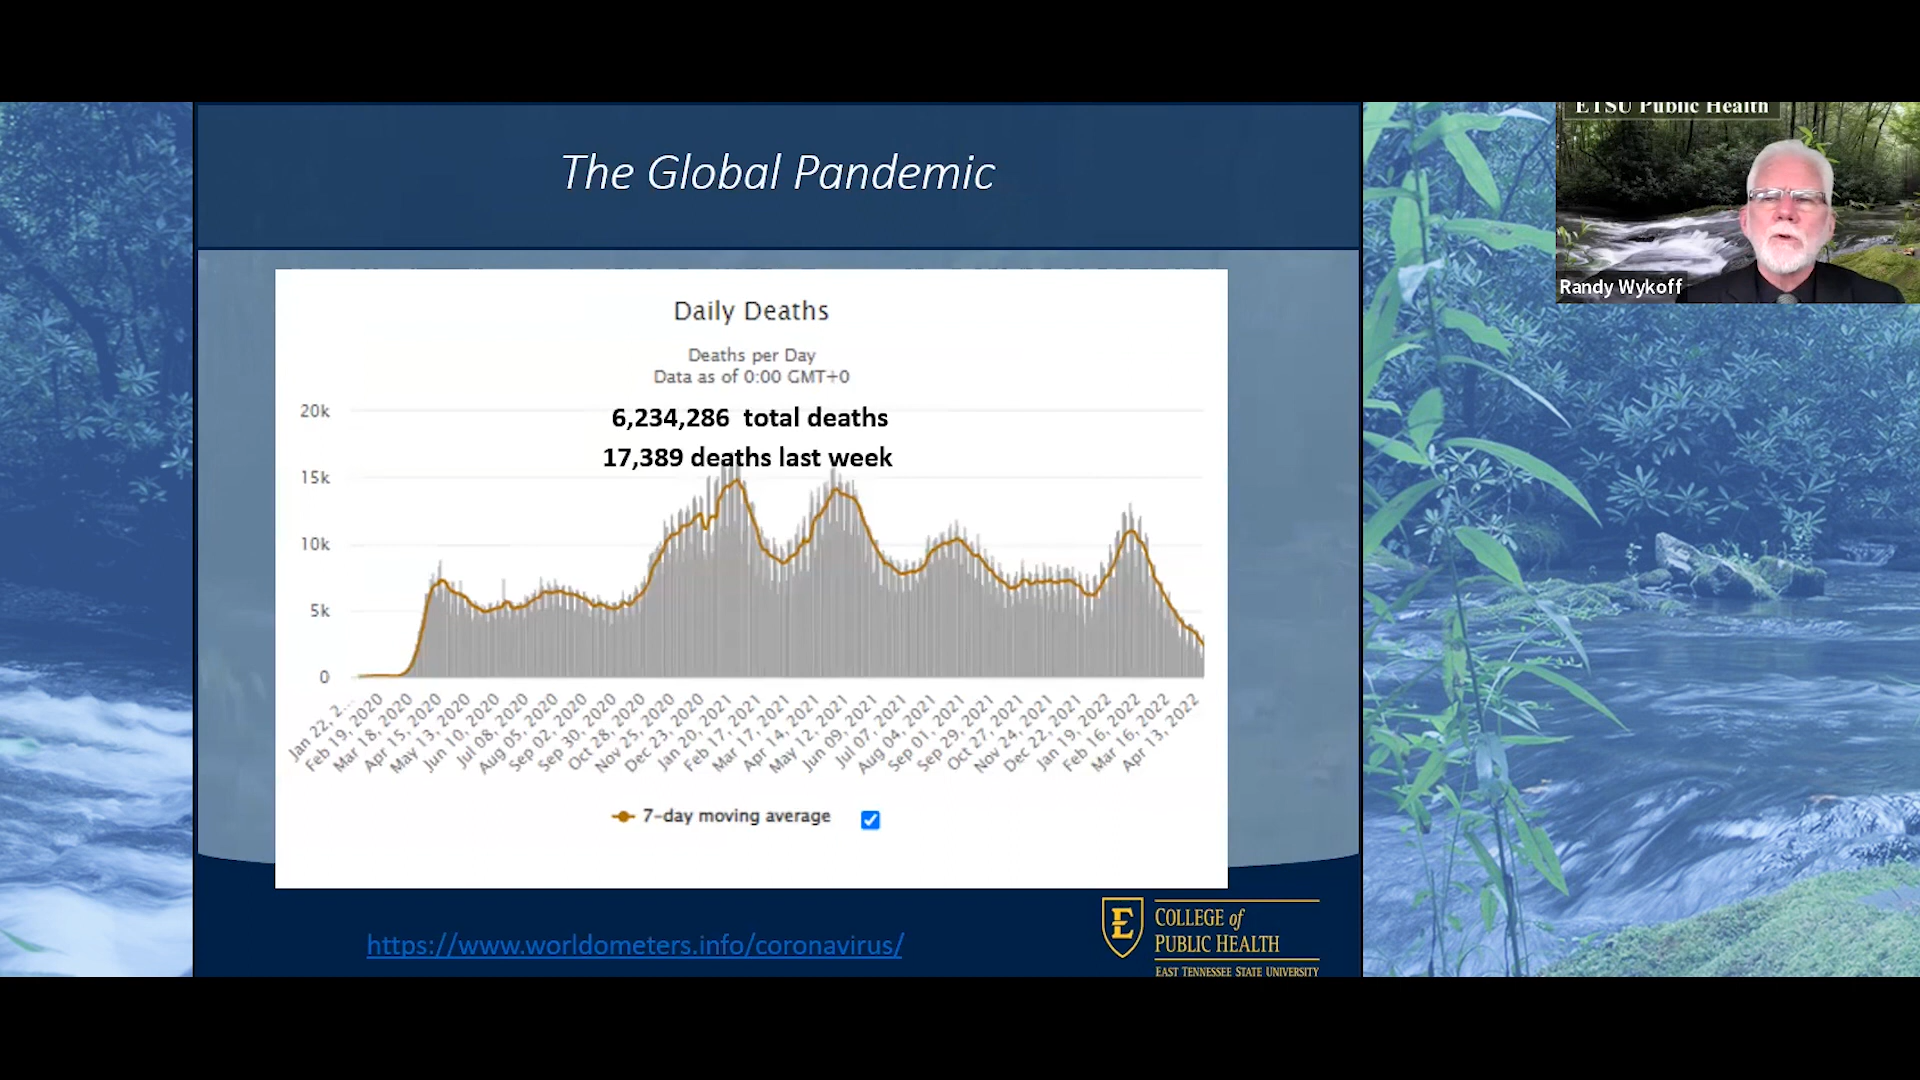 The Global Pandemic
ETSU Public Health
Randy Wykoff
Daily Deaths
Deaths per Day
Data as of 0:00 GMT+0
6,234,286 total deaths
17,389 deaths last week
20k
15k
10k
5k
0
Jan 22, 2...
Feb 19, 2020
Mar 18, 2020
Apr 15, 2020
May 13, 2020
Jun 10, 2020
Jul 08, 2020
Aug 05, 2020
Sep 02, 2020
Sep 30, 2020
Oct 28, 2020
Nov 25, 2020
Dec 23, 2020
Jan 20, 2021
Feb 17, 2021
Mar 17, 2021
Apr 14, 2021
May 12, 2021
Jun 09, 2021
Jul 07, 2021
Aug 04, 2021
Sep 01, 2021
Sep 29, 2021
Oct 27, 2021
Nov 24, 2021
Dec 22, 2021
Jan 19, 2022
Feb 16, 2022
Mar 16, 2022
Apr 13, 2022
7-day moving average
https://www.worldometers.info/coronavirus/
E
COLLEGE of
PUBLIC HEALTH
EAST TENNESSEE STATE UNIVERSITY